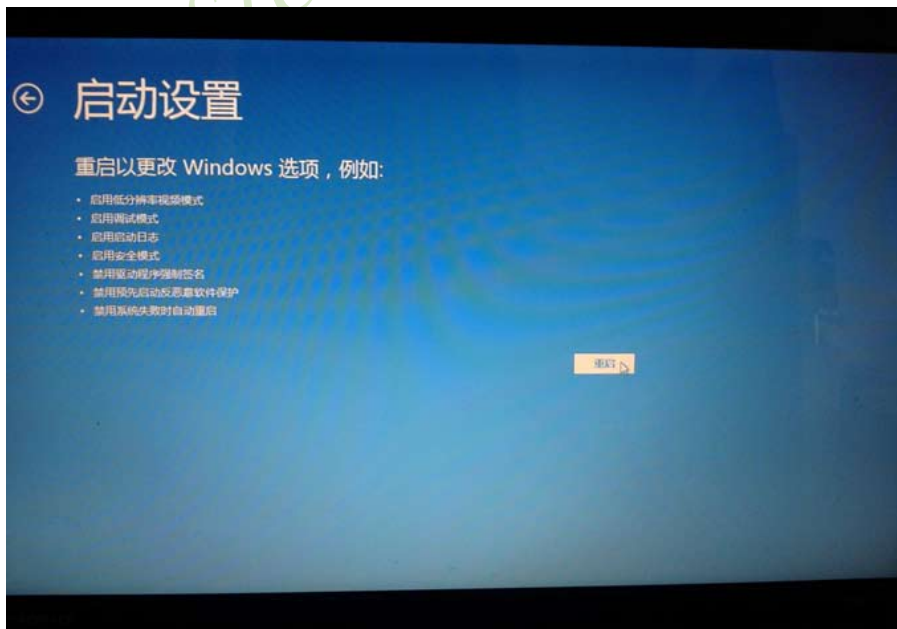 启动设置
重启以更改 Windows 选项，例如:
• 启用低分辨率视频模式
• 启用调试模式
• 启用启动日志
• 启用安全模式
• 禁用驱动程序强制签名
• 禁用预先启动反恶意软件保护
• 禁用系统失败时自动重启
重启